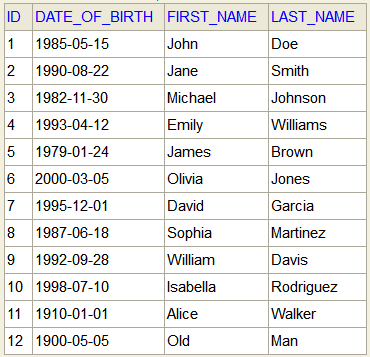 ID DATE_OF_BIRTH FIRST_NAME LAST_NAME
1 1985-05-15 John Doe
2 1990-08-22 Jane Smith
3 1982-11-30 Michael Johnson
4 1993-04-12 Emily Williams
5 1979-01-24 James Brown
6 2000-03-05 Olivia Jones
7 1995-12-01 David Garcia
8 1987-06-18 Sophia Martinez
9 1992-09-28 William Davis
10 1998-07-10 Isabella Rodriguez
11 1910-01-01 Alice Walker
12 1900-05-05 Old Man